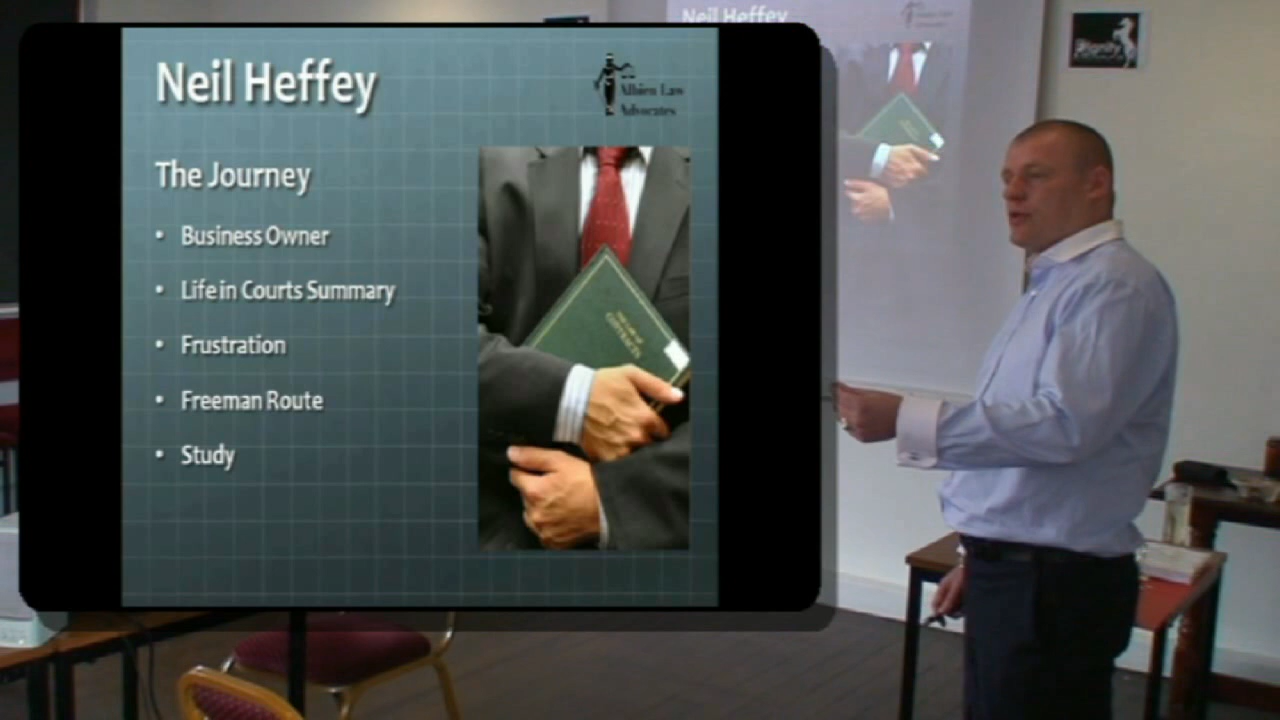 Neil Heffey
Albion Law
Advocates
The Journey
• Business Owner
• Life in Courts Summary
• Frustration
• Freeman Route
• Study
Neil Heffey
Dignity